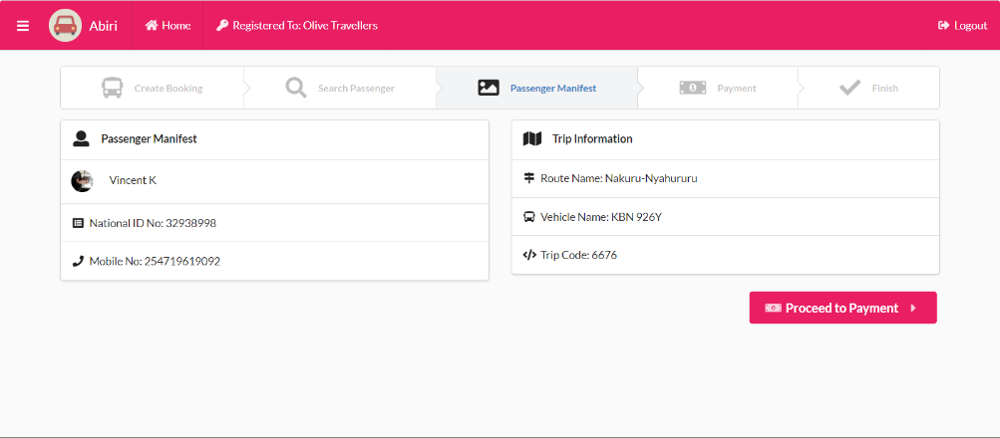 Abiri
Home
Registered To: Olive Travellers
Logout
Create Booking
Search Passenger
Passenger Manifest
Payment
Finish
Passenger Manifest
Vincent K
National ID No: 32938998
Mobile No: 254719619092
Trip Information
Route Name: Nakuru-Nyahururu
Vehicle Name: KBN 926Y
Trip Code: 6676
Proceed to Payment